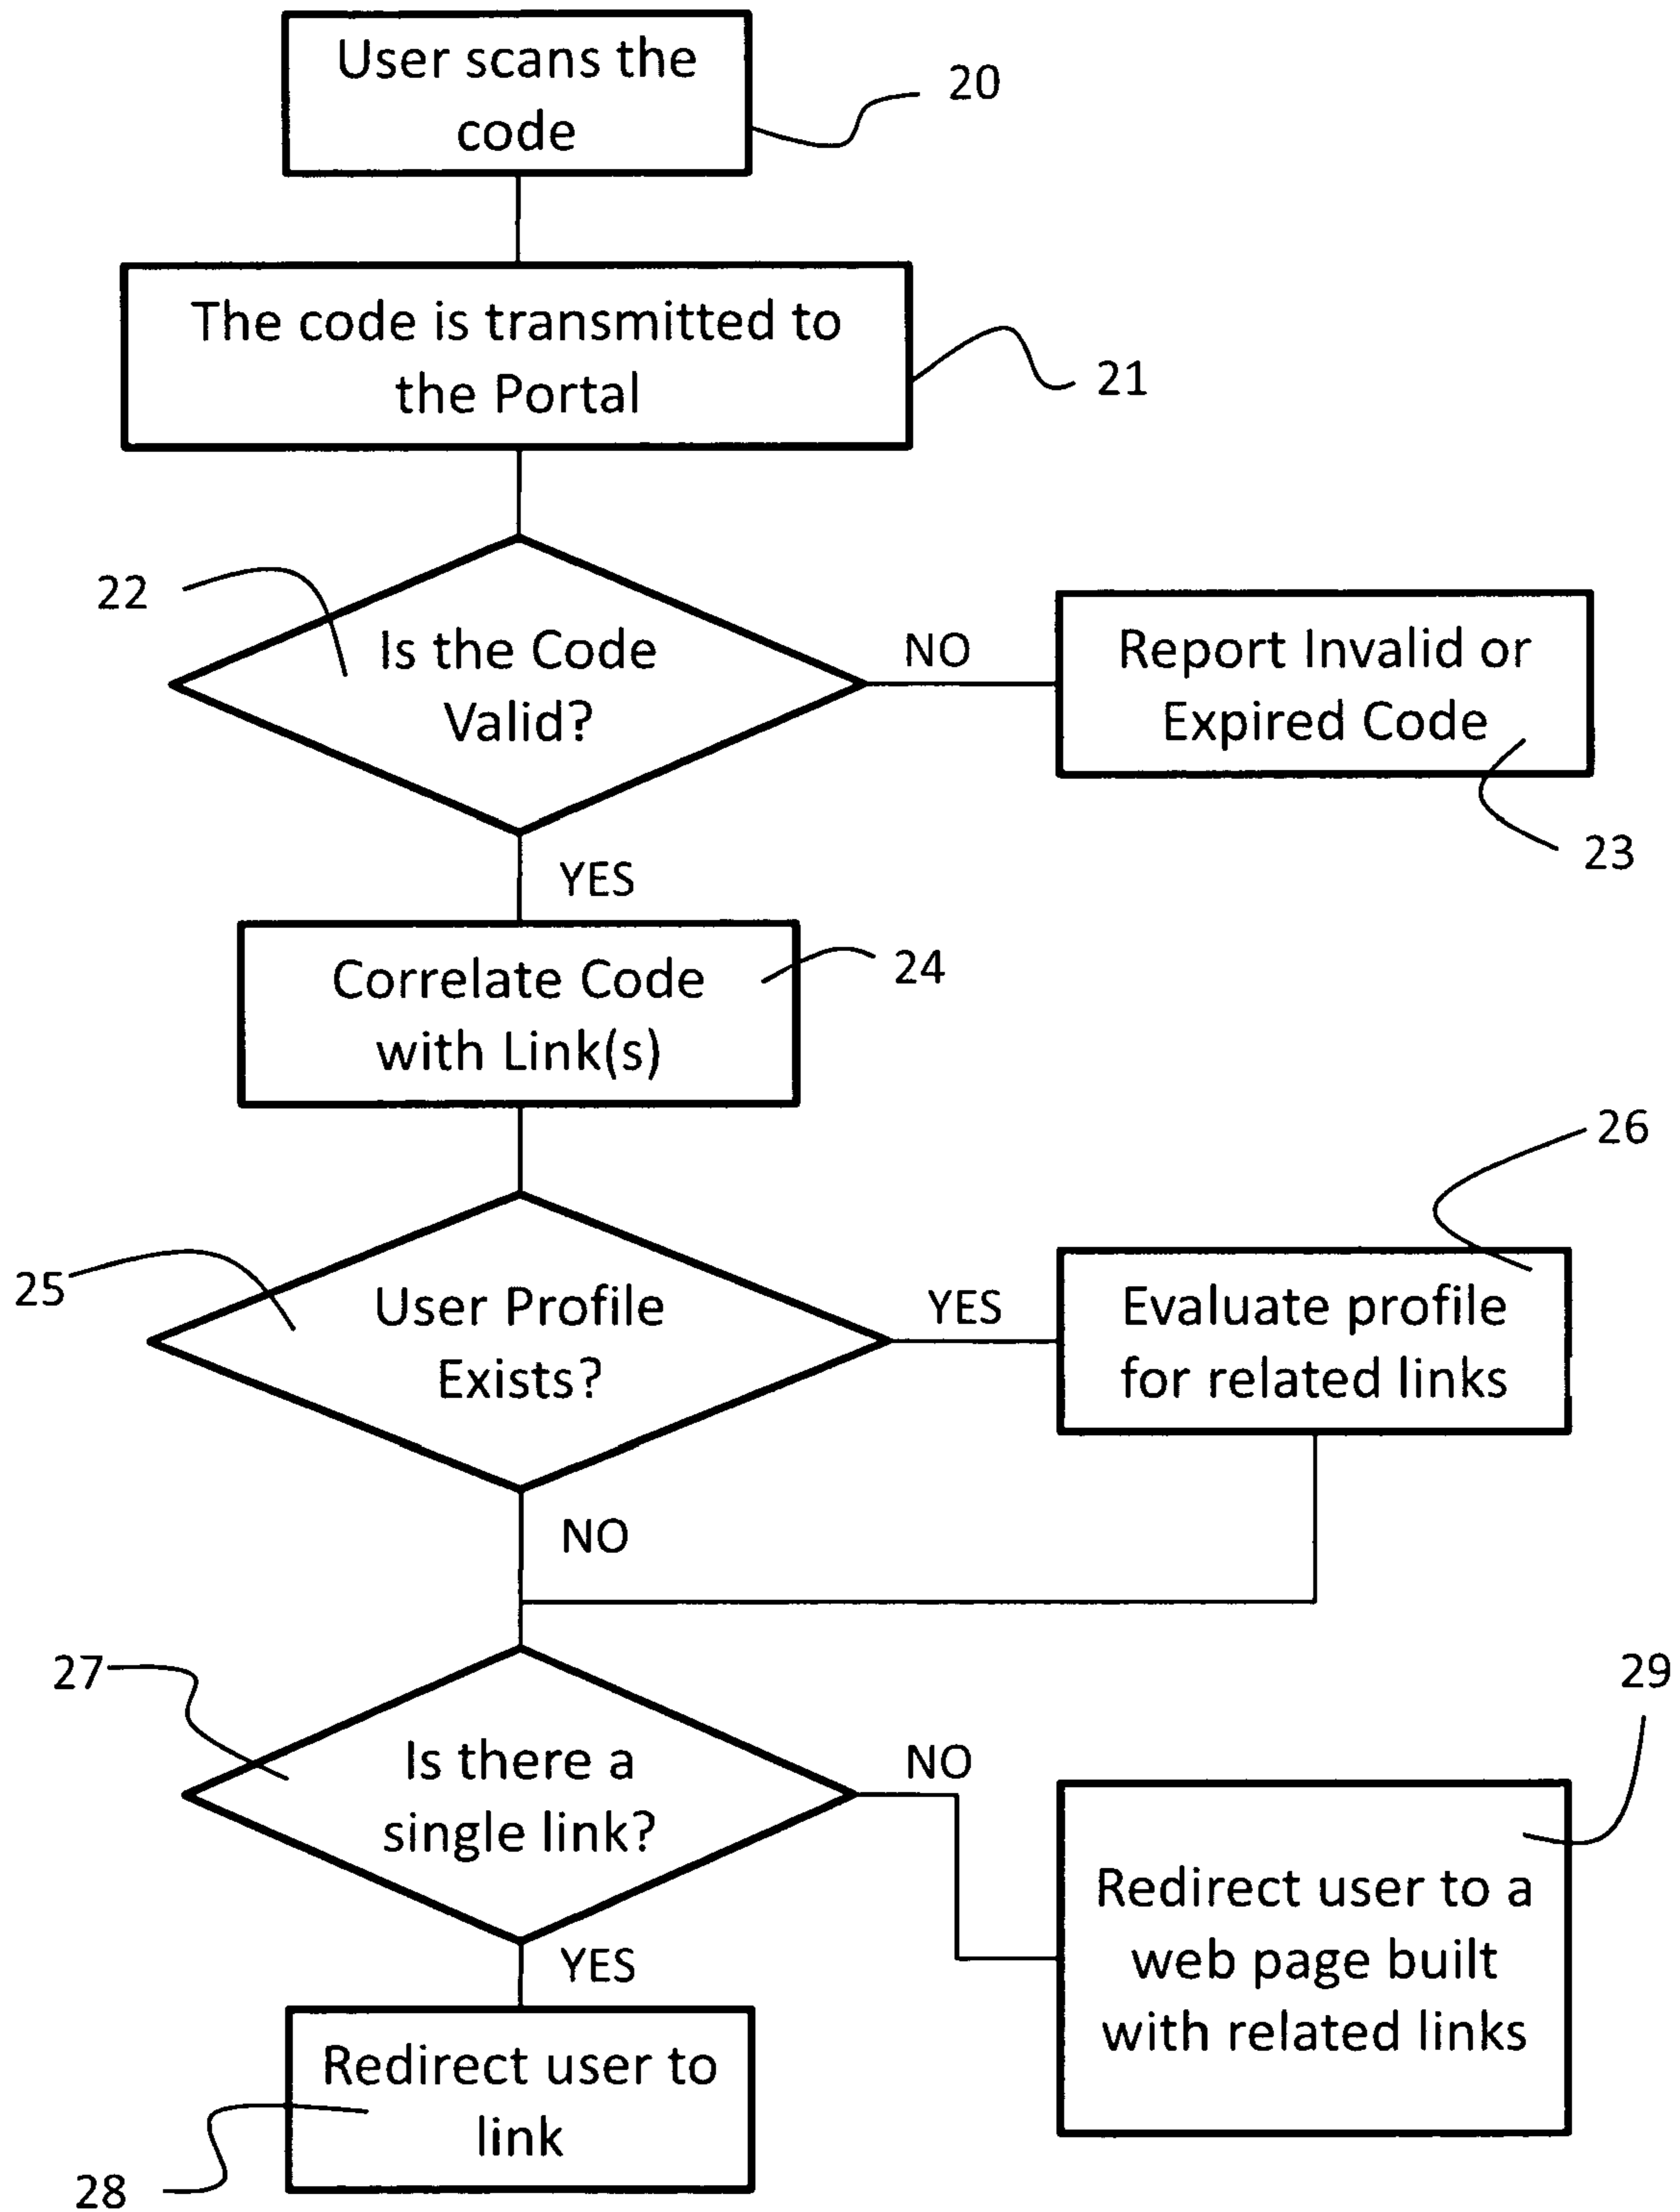 User scans the
code
20
The code is transmitted to
the Portal
21
22
Is the Code
Valid?
NO
Report Invalid or
Expired Code
23
YES
Correlate Code
with Link(s)
24
25
User Profile
Exists?
YES
Evaluate profile
for related links
26
NO
27
Is there a
single link?
NO
29
Redirect user to a
web page built
with related links
YES
Redirect user to
link
28